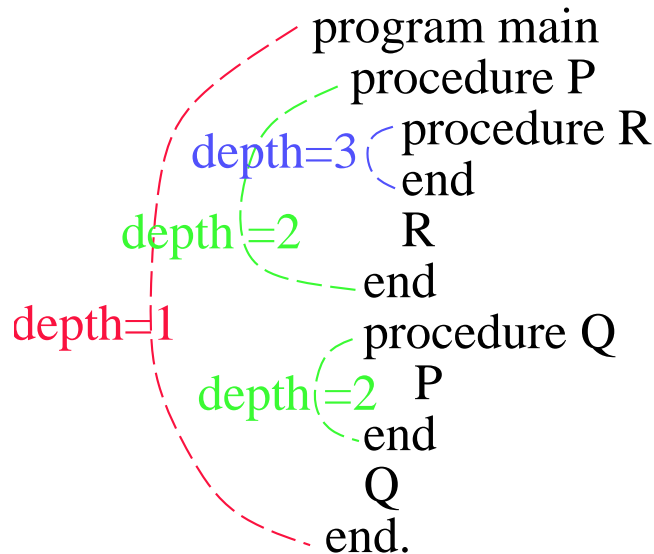 program main
procedure P
procedure R
depth=3
end
R
depth =2
end
depth=1
procedure Q
P
depth =2
end
Q
end.